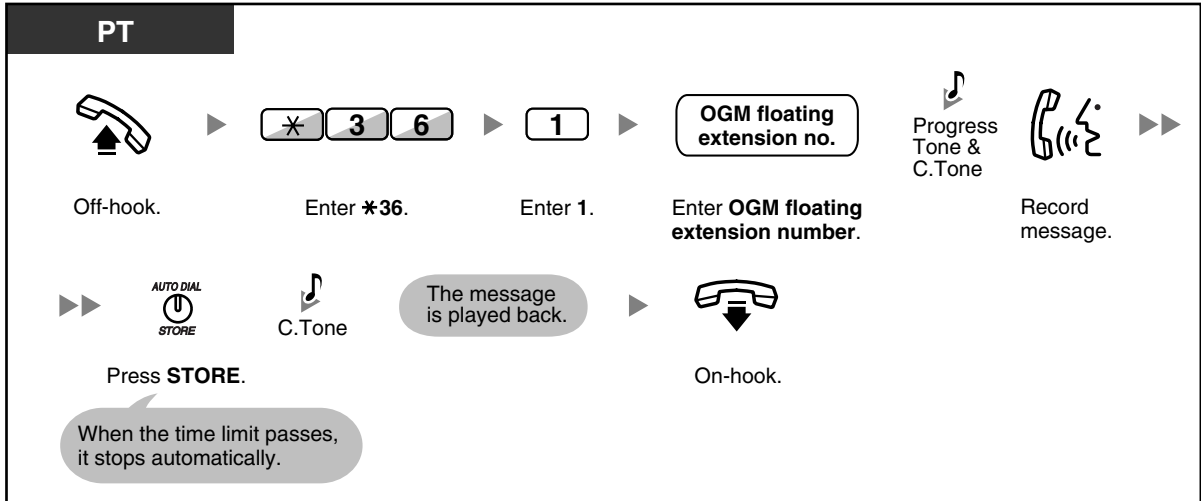 PT
✳ 3 6
1
OGM floating
extension no.
Progress
Tone &
C.Tone
Off-hook.
Enter ✳36.
Enter 1.
Enter OGM floating
extension number.
Record
message.
AUTO DIAL
STORE
C.Tone
The message
is played back.
Press STORE.
On-hook.
When the time limit passes,
it stops automatically.